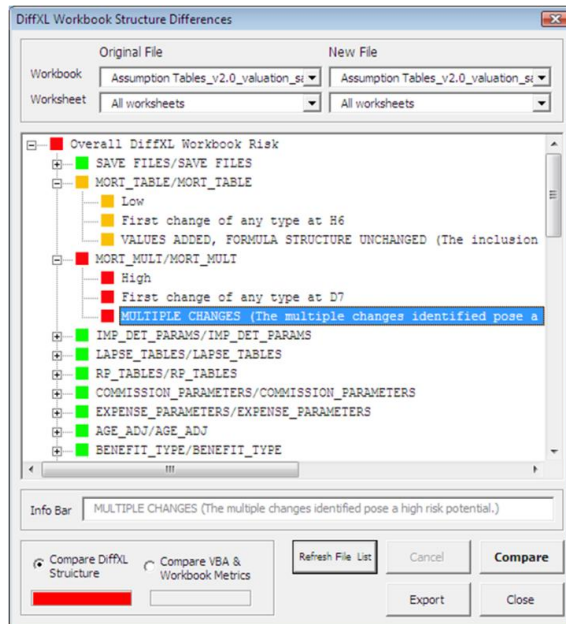 DiffXL Workbook Structure Differences
Original File New File
Workbook Assumption Tables_v2.0_valuation_sa Assumption Tables_v2.0_valuation_sa
Worksheet All worksheets All worksheets
Overall DiffXL Workbook Risk
SAVE FILES/SAVE FILES
MORT_TABLE/MORT_TABLE
Low
First change of any type at H6
VALUES ADDED, FORMULA STRUCTURE UNCHANGED (The inclusion
MORT_MULT/MORT_MULT
High
First change of any type at D7
MULTIPLE CHANGES (The multiple changes identified pose a
IMP_DET_PARAMS/IMP_DET_PARAMS
LAPSE_TABLES/LAPSE_TABLES
RP_TABLES/RP_TABLES
COMMISSION_PARAMETERS/COMMISSION_PARAMETERS
EXPENSE_PARAMETERS/EXPENSE_PARAMETERS
AGE_ADJ/AGE_ADJ
BENEFIT_TYPE/BENEFIT_TYPE
Info Bar MULTIPLE CHANGES (The multiple changes identified pose a high risk potential.)
Compare DiffXL Compare VBA & Refresh File List Cancel Compare
Struicture Workbook Metrics
Export Close